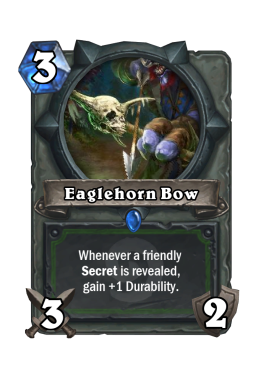 3
Eaglehorn Bow
Whenever a friendly
Secret is revealed,
gain +1 Durability.
3 2